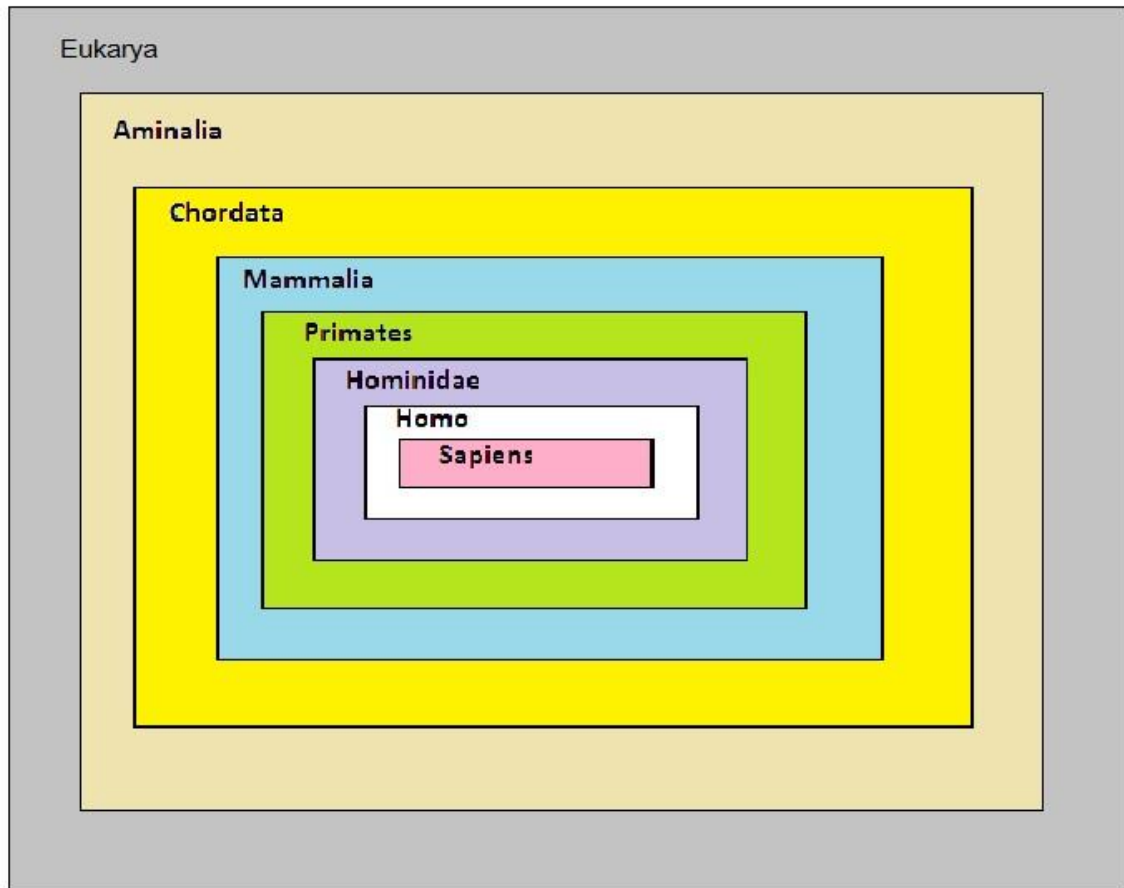 Eukarya
Aminalia
Chordata
Mammalia
Primates
Hominidae
Homo
Sapiens